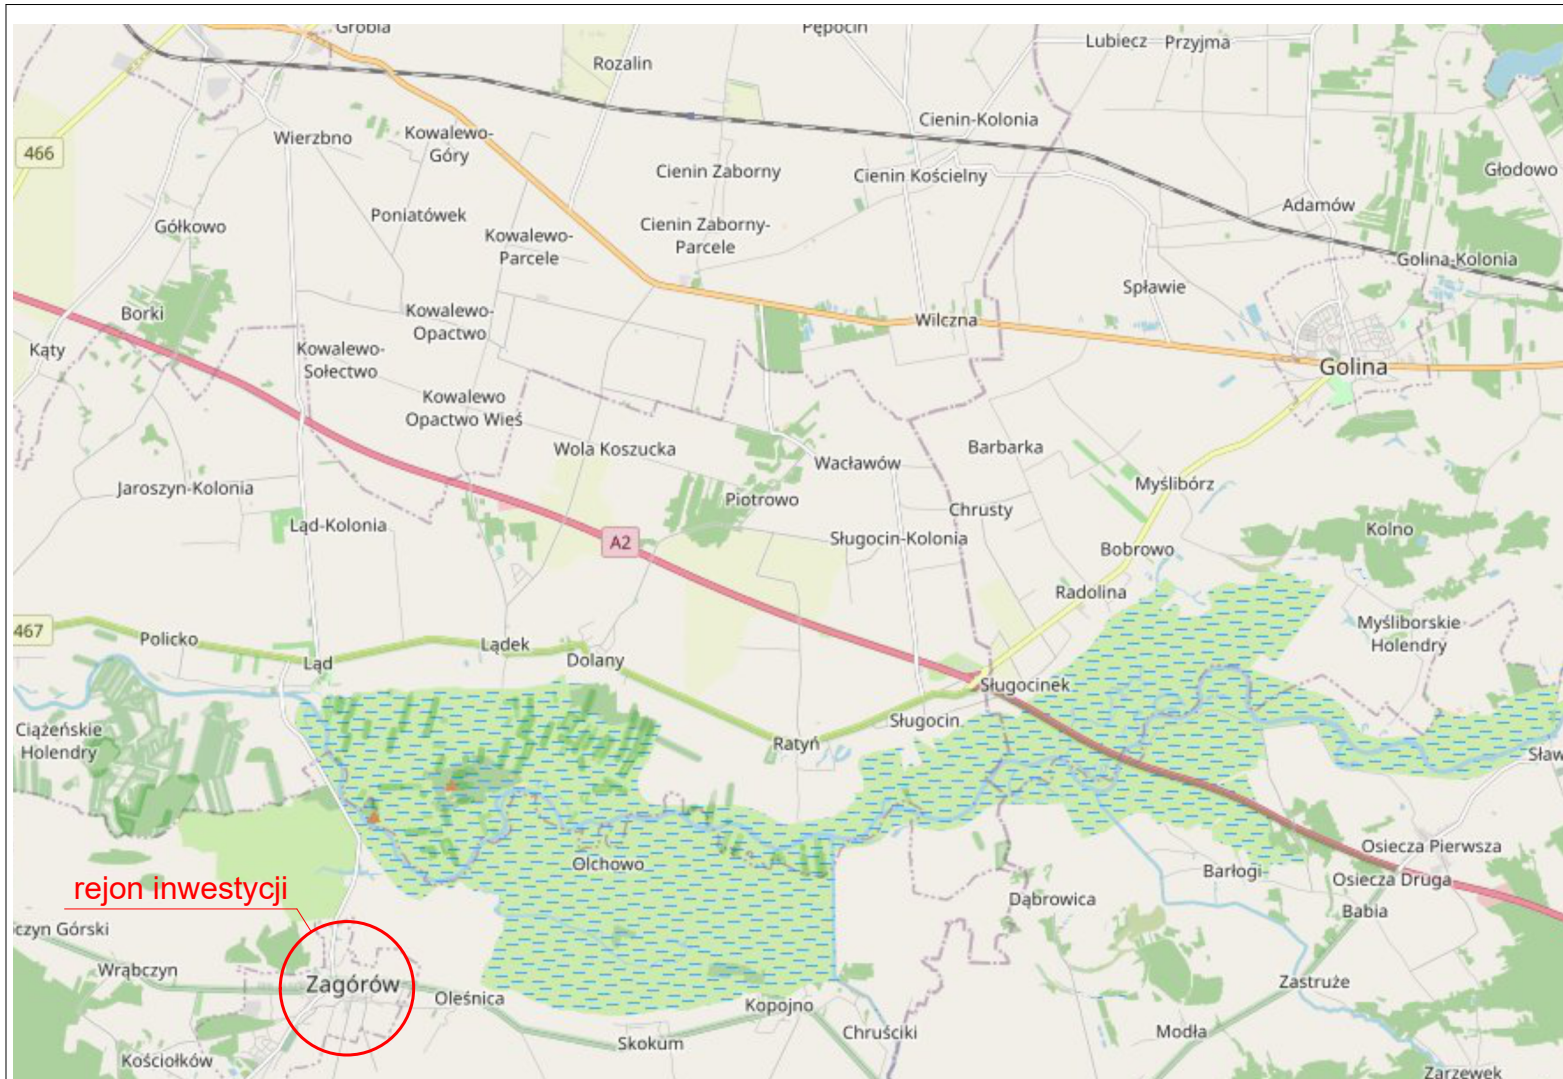 Grobla
Pępocin
Lubiecz
Przyjma
Rozalin
Cienin-Kolonia
Wierzbno
Kowalewo-
Góry
466
Cienin Zaborny
Cienin Kościelny
Głodowo
Adamów
Gółkowo
Poniatówek
Kowalewo-
Parcele
Cienin Zaborny-
Parcele
Golina-Kolonia
Spławie
Borki
Kowalewo-
Opactwo
Wilczna
Kąty
Kowalewo-
Sołectwo
Golina
Kowalewo
Opactwo Wieś
Wola Koszucka
Wacławów
Barbarka
Jaroszyn-Kolonia
Piotrowo
Myślibórz
Chrusty
Ląd-Kolonia
A2
Sługocin-Kolonia
Kolno
Bobrowo
Radolina
467
Policko
Lądek
Ląd
Dolany
Myśliborskie
Holendry
Sługocinek
Ciążeńskie
Holendry
Sługocin
Ratyń
Sław
Olchowo
Osiecza Pierwsza
Barłogi
Osiecza Druga
rejon inwestycji
Dąbrowica
Babia
czyn Górski
Wrąbczyn
Zagórów
Oleśnica
Zastruże
Kopojno
Skokum
Chruściki
Modła
Kościołków
Zarzewek